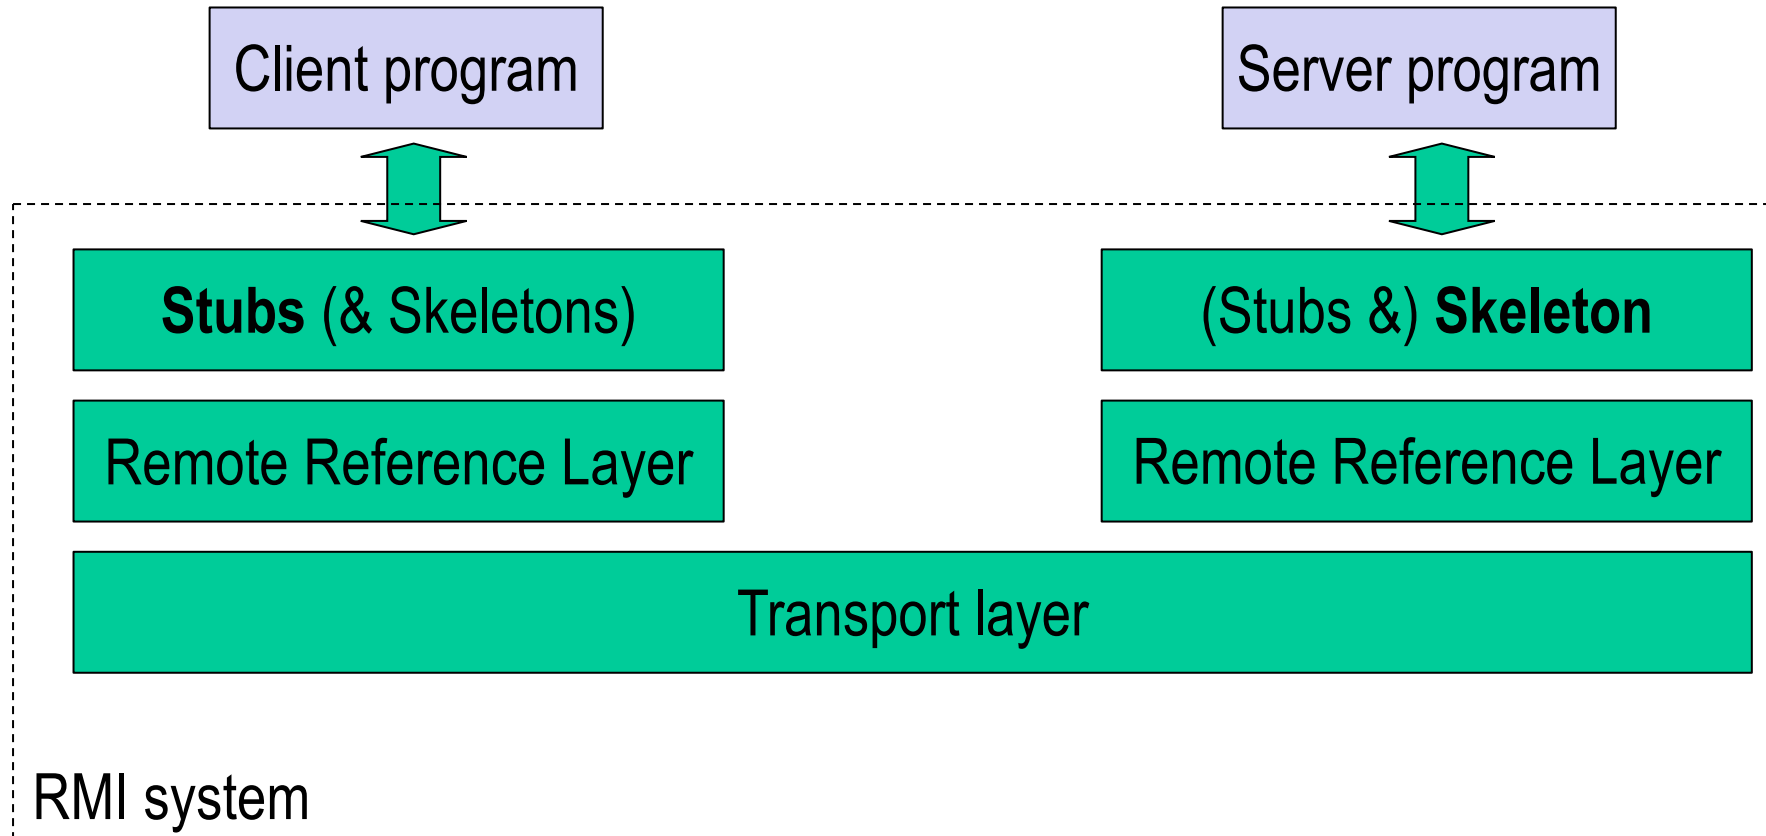 Client program
Server program
Stubs (& Skeletons)
(Stubs &) Skeleton
Remote Reference Layer
Remote Reference Layer
Transport layer
RMI system